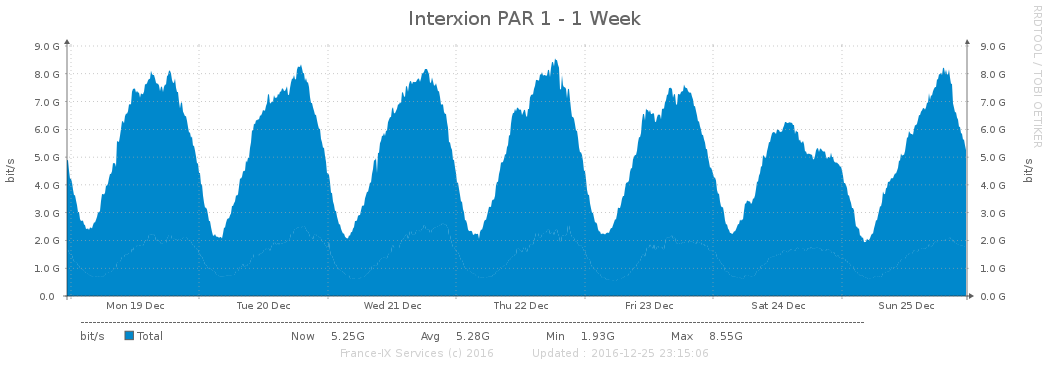 Interxion PAR 1 - 1 Week
RRDTOOL / TOBI OETIKER
9.0 G 9.0 G
8.0 G 8.0 G
7.0 G 7.0 G
6.0 G 6.0 G
5.0 G 5.0 G
4.0 G 4.0 G
3.0 G 3.0 G
2.0 G 2.0 G
1.0 G 1.0 G
0.0 0.0 G
bit/s bit/s
Mon 19 Dec Tue 20 Dec Wed 21 Dec Thu 22 Dec Fri 23 Dec Sat 24 Dec Sun 25 Dec
bit/s Total Now 5.25G Avg 5.28G Min 1.93G Max 8.55G
France-IX Services (c) 2016 Updated : 2016-12-25 23:15:06